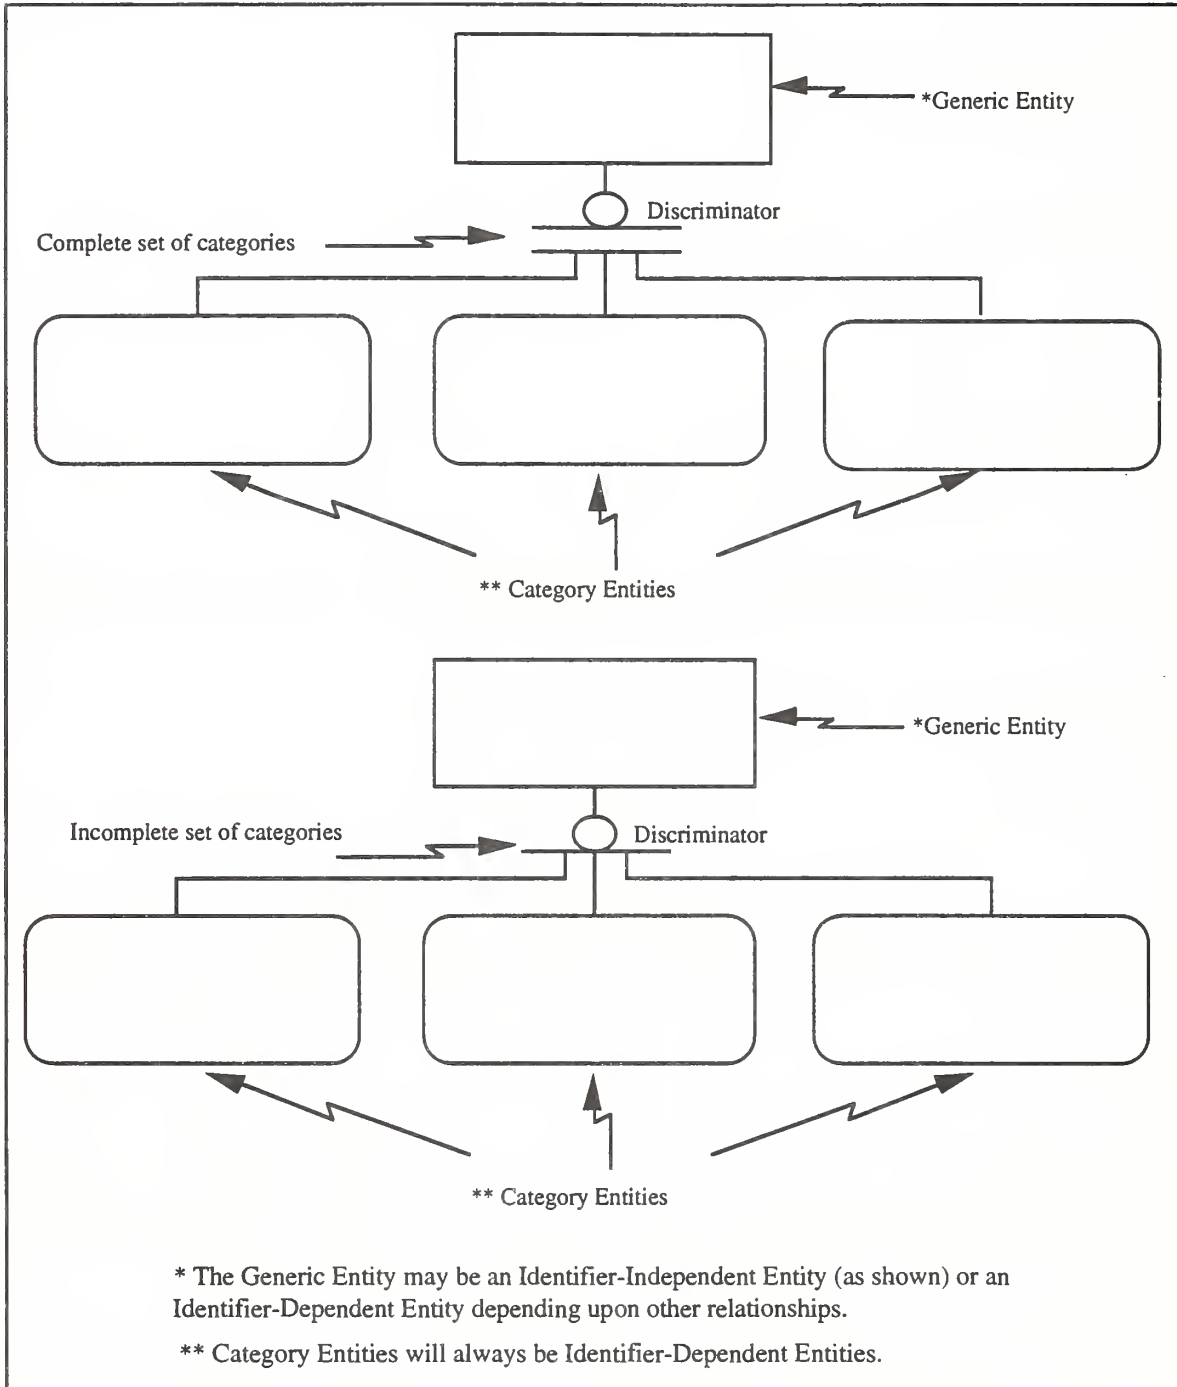 *Generic Entity
Discriminator
Complete set of categories
** Category Entities
*Generic Entity
Incomplete set of categories
Discriminator
** Category Entities
* The Generic Entity may be an Identifier-Independent Entity (as shown) or an
Identifier-Dependent Entity depending upon other relationships.
** Category Entities will always be Identifier-Dependent Entities.